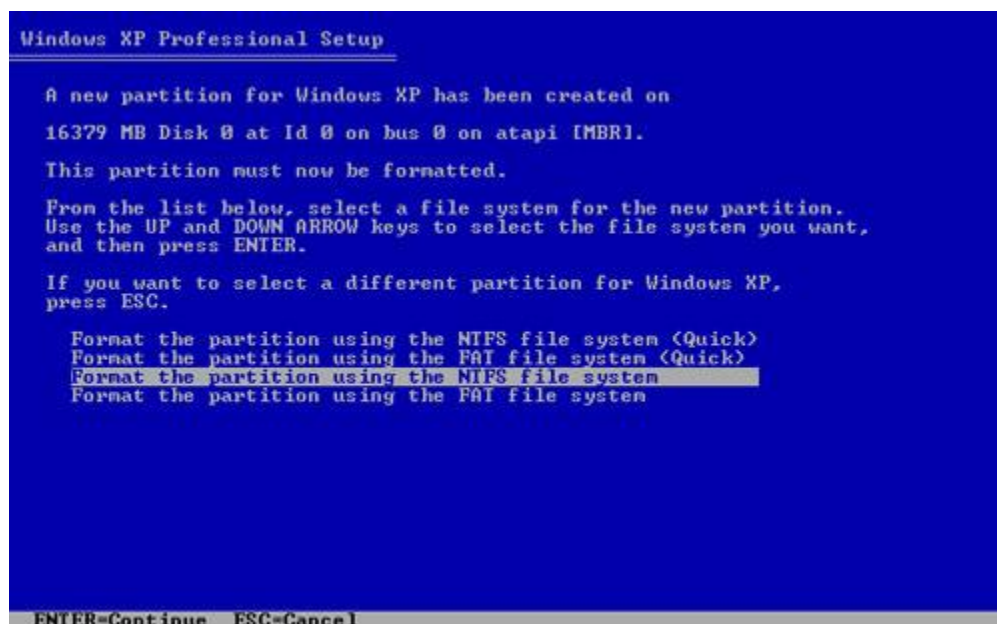 Windows XP Professional Setup
A new partition for Windows XP has been created on
16379 MB Disk 0 at Id 0 on bus 0 on atapi [MBR].
This partition must now be formatted.
From the list below, select a file system for the new partition.
Use the UP and DOWN ARROW keys to select the file system you want,
and then press ENTER.
If you want to select a different partition for Windows XP,
press ESC.
Format the partition using the NTFS file system (Quick)
Format the partition using the FAT file system (Quick)
Format the partition using the NTFS file system
Format the partition using the FAT file system
ENTER=Continue ESC=Cancel